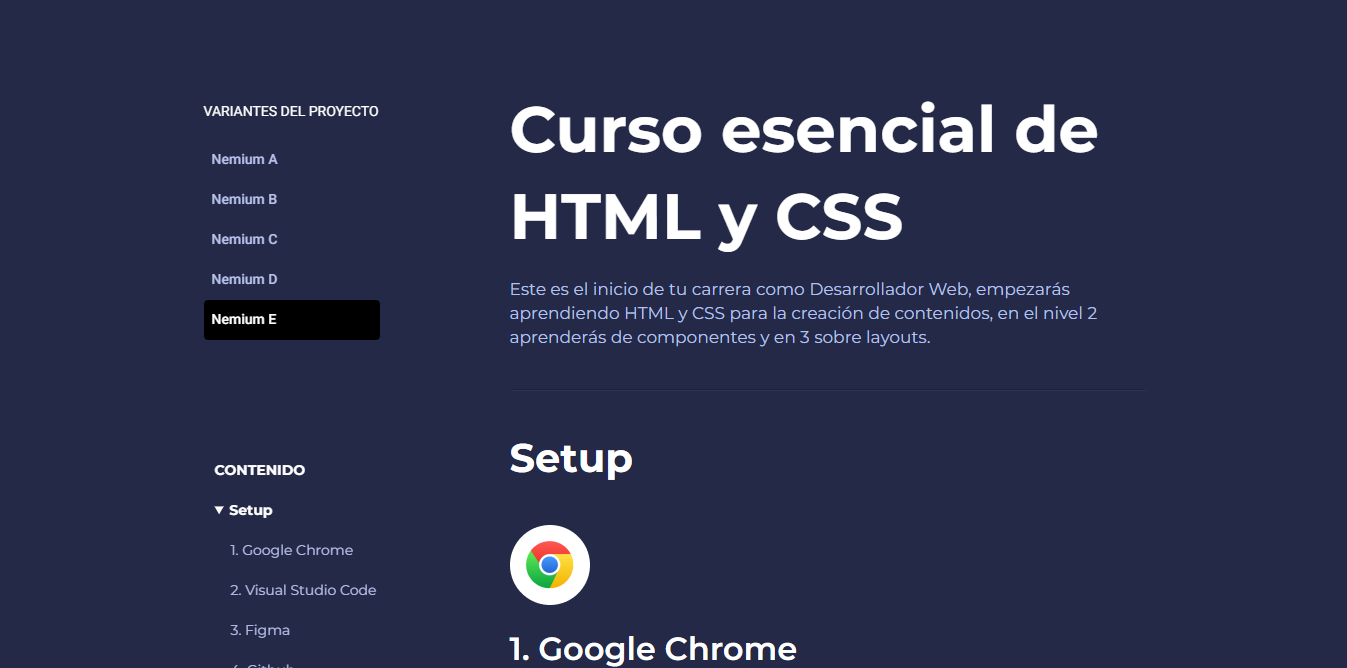 VARIANTES DEL PROYECTO
Nemium A
Nemium B
Nemium C
Nemium D
Nemium E
CONTENIDO
▼ Setup
1. Google Chrome
2. Visual Studio Code
3. Figma
4. Github
Curso esencial de
HTML y CSS
Este es el inicio de tu carrera como Desarrollador Web, empezarás
aprendiendo HTML y CSS para la creación de contenidos, en el nivel 2
aprenderás de componentes y en 3 sobre layouts.
Setup
1. Google Chrome